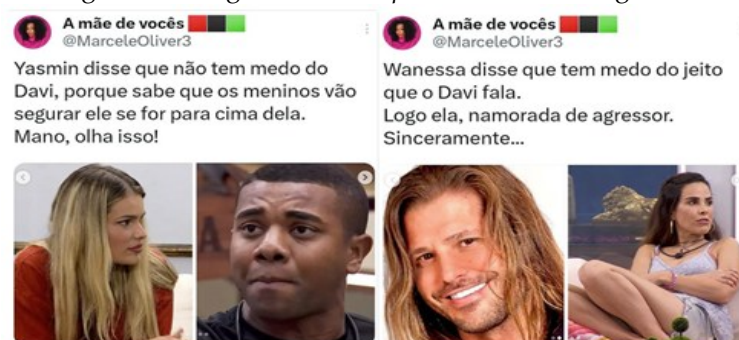 A mãe de vocês
@MarceleOliver3
Yasmin disse que não tem medo do
Davi, porque sabe que os meninos vão
segurar ele se for para cima dela.
Mano, olha isso!
A mãe de vocês
@MarceleOliver3
Wanessa disse que tem medo do jeito
que o Davi fala.
Logo ela, namorada de agressor.
Sinceramente...